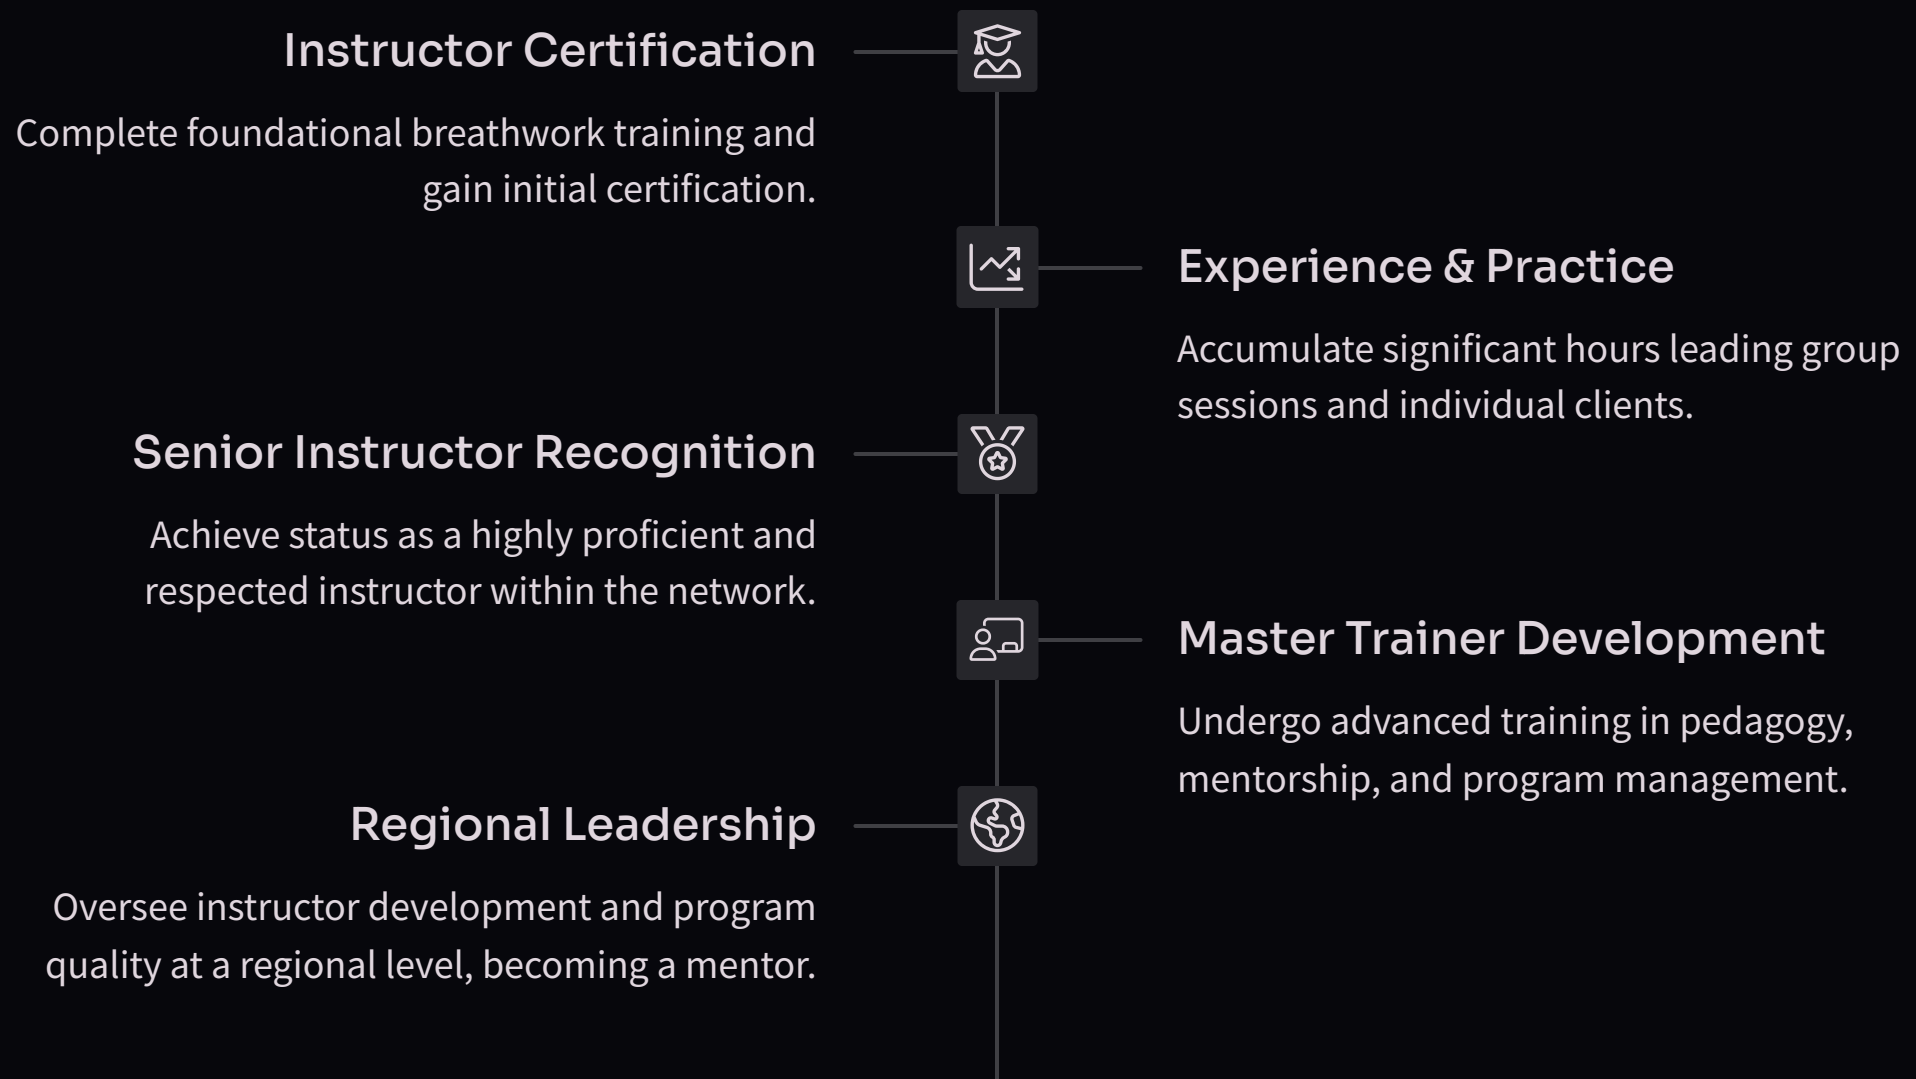 Instructor Certification
Complete foundational breathwork training and
gain initial certification.
Experience & Practice
Accumulate significant hours leading group
sessions and individual clients.
Senior Instructor Recognition
Achieve status as a highly proficient and
respected instructor within the network.
Master Trainer Development
Undergo advanced training in pedagogy,
mentorship, and program management.
Regional Leadership
Oversee instructor development and program
quality at a regional level, becoming a mentor.